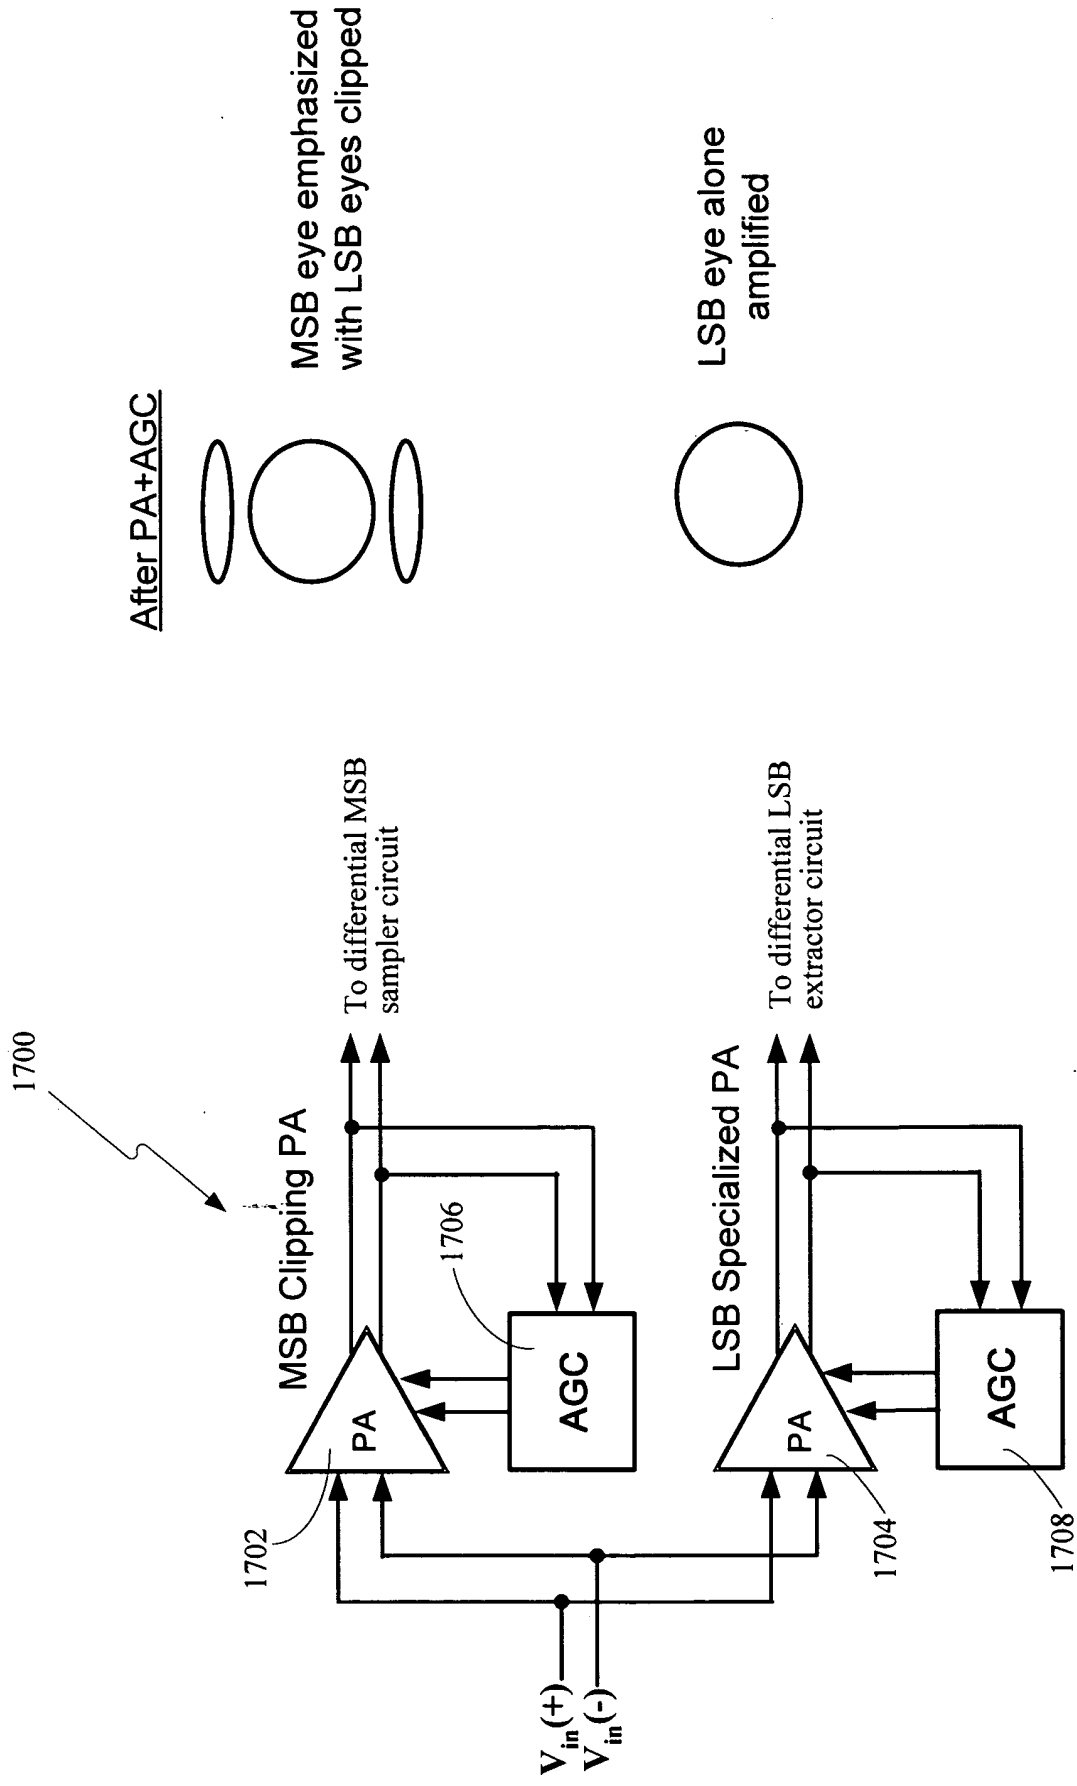 1700
After PA+AGC
MSB Clipping PA
1702
PA
1706
AGC
To differential MSB
sampler circuit
MSB eye emphasized
with LSB eyes clipped
Vin(+)
Vin(-)
LSB Specialized PA
PA
1704
AGC
1708
To differential LSB
extractor circuit
LSB eye alone
amplified